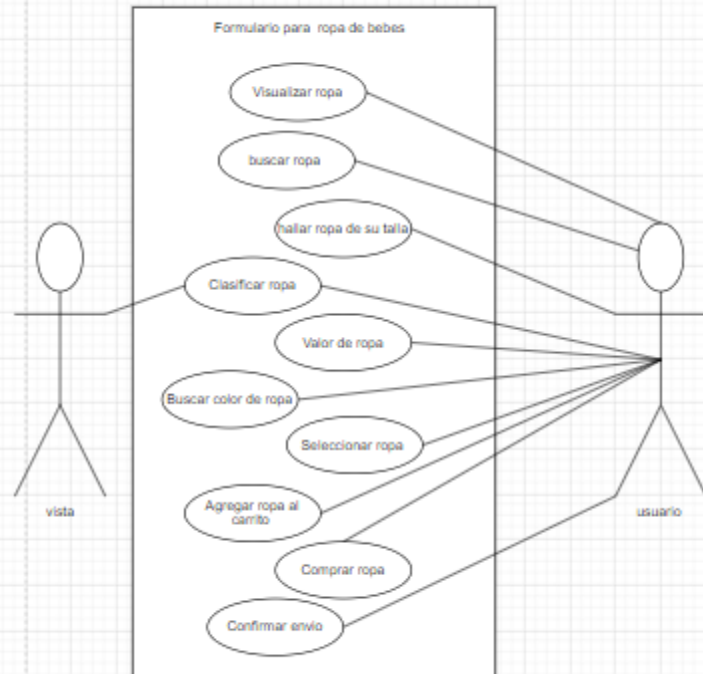 Formulario para ropa de bebes
Visualizar ropa
buscar ropa
hallar ropa de su talla
Clasificar ropa
Valor de ropa
Buscar color de ropa
Seleccionar ropa
Agregar ropa al
carrito
vista
usuario
Comprar ropa
Confirmar envio